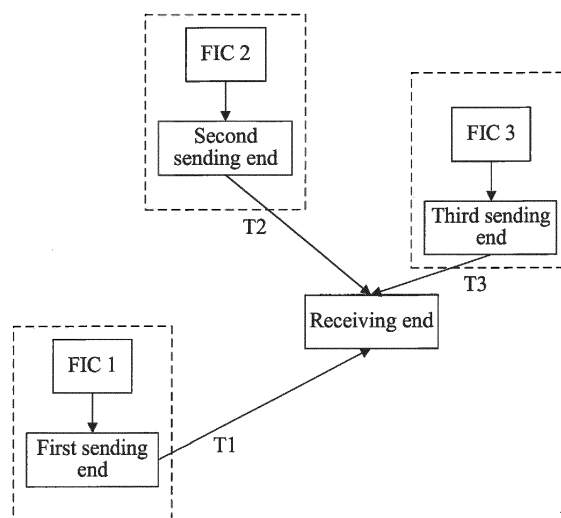 FIC 2
Second
sending end
T2
FIC 3
Third sending
end
T3
Receiving end
FIC 1
First sending
end
T1